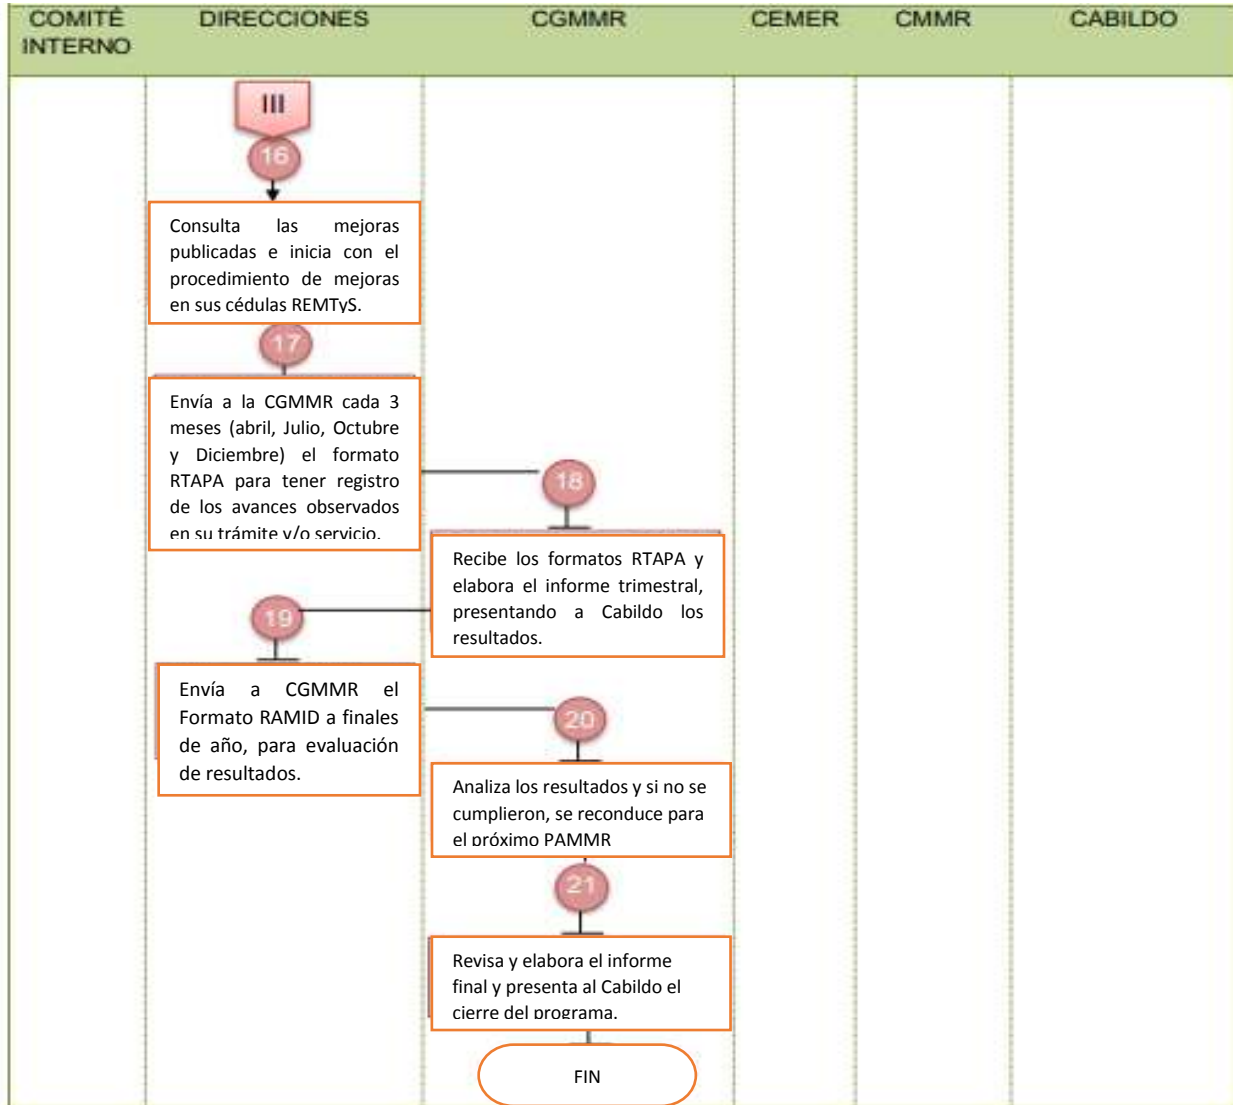 COMITÉ
INTERNO
DIRECCIONES
CGMMR
CEMER
CMMR
CABILDO
III
16
Consulta las mejoras
publicadas e inicia con el
procedimiento de mejoras
en sus cédulas REMTyS.
17
Envía a la CGMMR cada 3
meses (abril, Julio, Octubre
y Diciembre) el formato
RTAPA para tener registro
de los avances observados
en su trámite y/o servicio.
18
Recibe los formatos RTAPA y
elabora el informe trimestral,
presentando a Cabildo los
resultados.
19
Envía a CGMMR el
Formato RAMID a finales
de año, para evaluación
de resultados.
20
Analiza los resultados y si no se
cumplieron, se reconduce para
el próximo PAMMR
21
Revisa y elabora el informe
final y presenta al Cabildo el
cierre del programa.
FIN